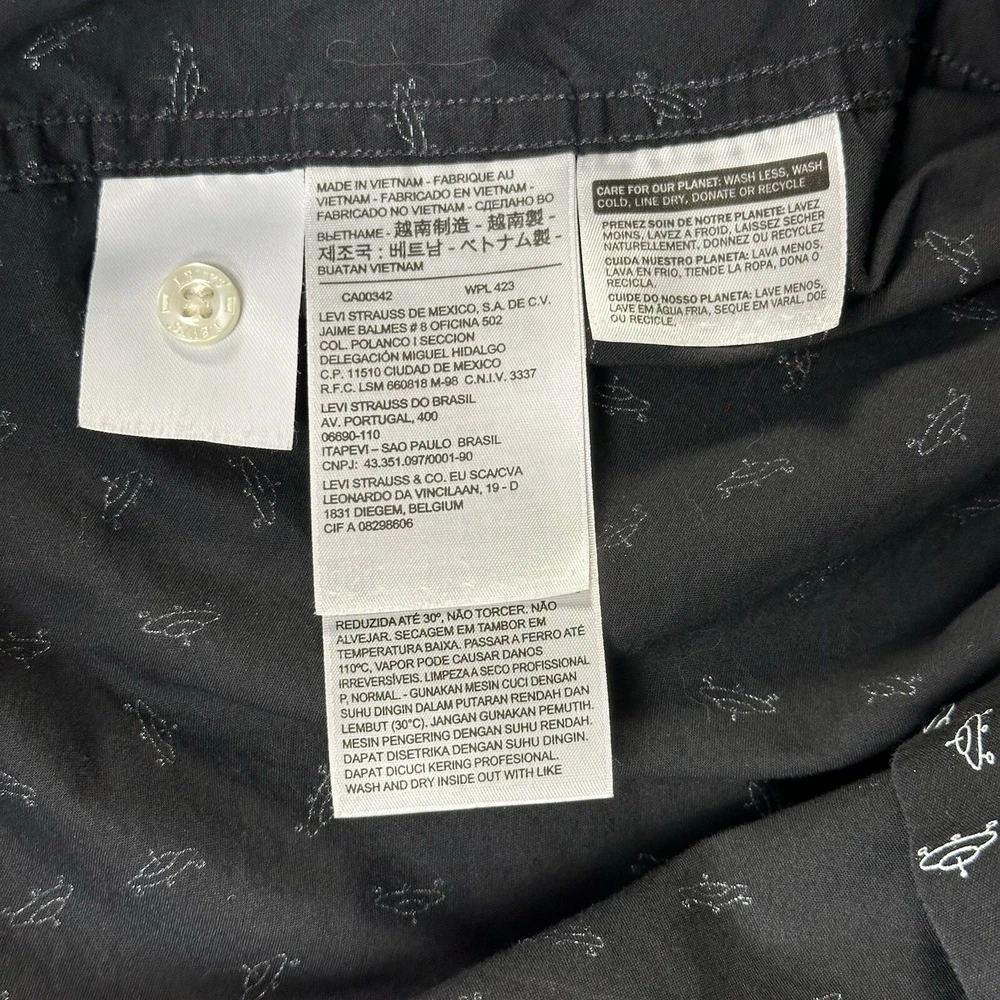 MADE IN VIETNAM - FABRIQUE AU
VIETNAM - FABRICADO EN VIETNAM -
FABRICADO NO VIETNAM - СДЕЛАНО ВО
ВЬЕТНАМЕ - 越南制造 - 越南製 -
제조국 : 베트남 - ベトナム製 -
BUATAN VIETNAM
CA00342 WPL 423
LEVI STRAUSS DE MEXICO, S.A. DE C.V.
JAIME BALMES # 8 OFICINA 502
COL. POLANCO I SECCION
DELEGACIÓN MIGUEL HIDALGO
C.P. 11510 CIUDAD DE MEXICO
R.F.C. LSM 660818 M-98 C.N.I.V. 3337
LEVI STRAUSS DO BRASIL
AV. PORTUGAL, 400
06690-110
ITAPEVI – SAO PAULO BRASIL
CNPJ: 43.351.097/0001-90
LEVI STRAUSS & CO. EU SCA/CVA
LEONARDO DA VINCILAAN, 19 - D
1831 DIEGEM, BELGIUM
CIF A 08298606
REDUZIDA ATÉ 30º, NÃO TORCER. NÃO
ALVEJAR. SECAGEM EM TAMBOR EM
TEMPERATURA BAIXA. PASSAR A FERRO ATÉ
110ºC, VAPOR PODE CAUSAR DANOS
IRREVERSÍVEIS. LIMPEZA A SECO PROFISSIONAL
P, NORMAL. - GUNAKAN MESIN CUCI DENGAN
SUHU DINGIN DALAM PUTARAN RENDAH DAN
LEMBUT (30°C). JANGAN GUNAKAN PEMUTIH.
MESIN PENGERING DENGAN SUHU RENDAH.
DAPAT DISETRIKA DENGAN SUHU DINGIN.
DAPAT DICUCI KERING PROFESIONAL.
WASH AND DRY INSIDE OUT WITH LIKE
CARE FOR OUR PLANET: WASH LESS, WASH
COLD, LINE DRY, DONATE OR RECYCLE
PRENEZ SOIN DE NOTRE PLANETE: LAVEZ
MOINS, LAVEZ A FROID, LAISSEZ SECHER
NATURELLEMENT, DONNEZ OU RECYCLEZ
CUIDA NUESTRO PLANETA: LAVA MENOS,
LAVA EN FRIO, TIENDE LA ROPA, DONA O
RECICLA.
CUIDE DO NOSSO PLANETA: LAVE MENOS,
LAVE EM ÁGUA FRIA, SEQUE EM VARAL, DOE
OU RECICLE,